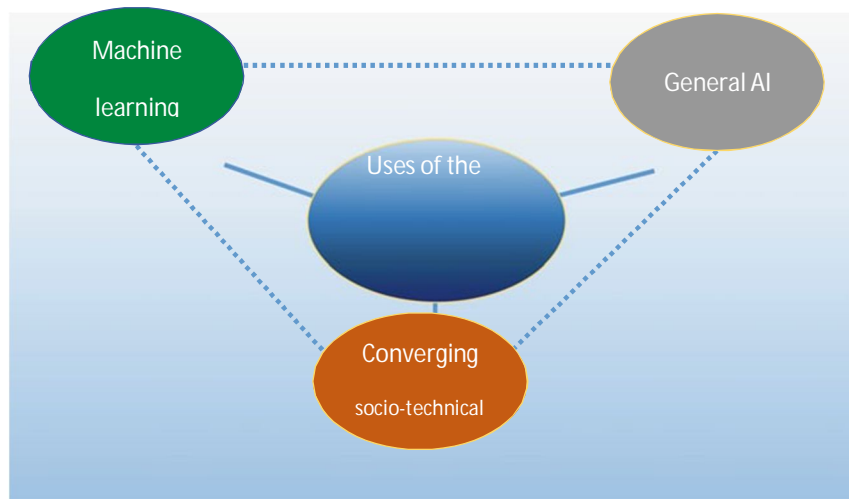 Machine
learning
General AI
Uses of the
Converging
socio-technical